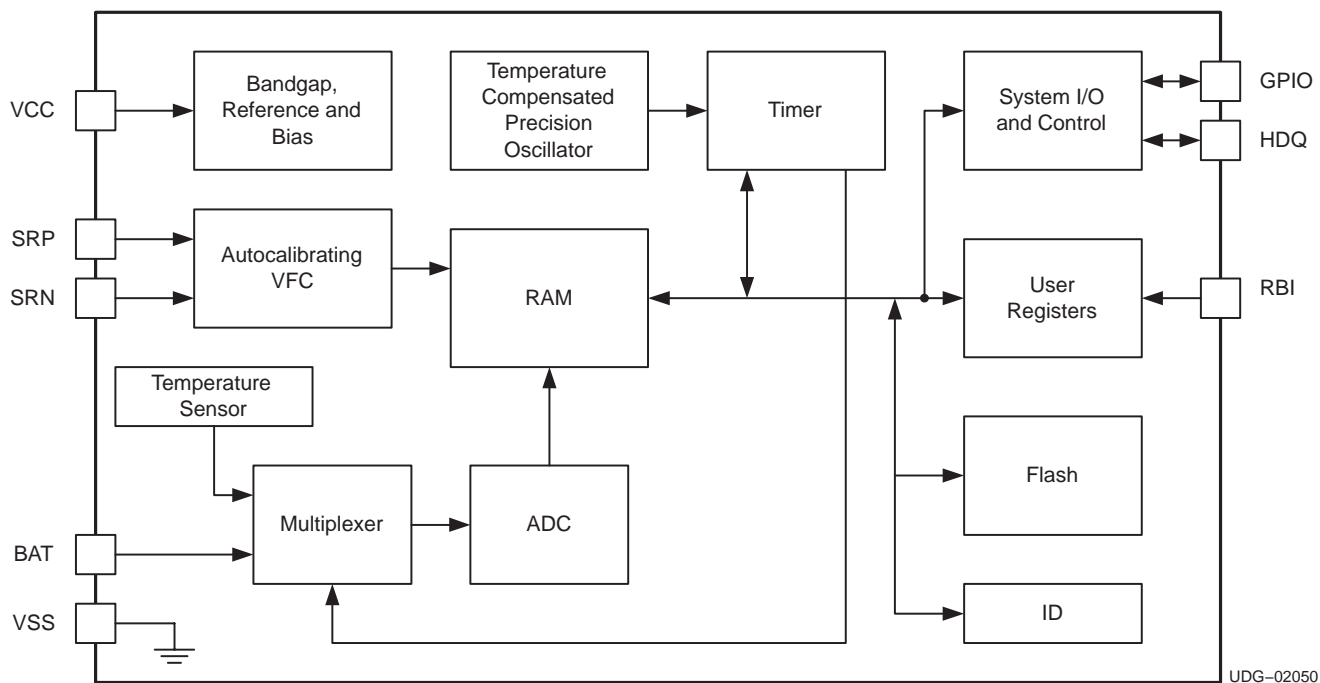 VCC
Bandgap,
Reference and
Bias
Temperature
Compensated
Precision
Oscillator
Timer
System I/O
and Control
GPIO
HDQ
SRP
SRN
Autocalibrating
VFC
RAM
User
Registers
RBI
Temperature
Sensor
Multiplexer
ADC
Flash
BAT
VSS
ID
UDG–02050